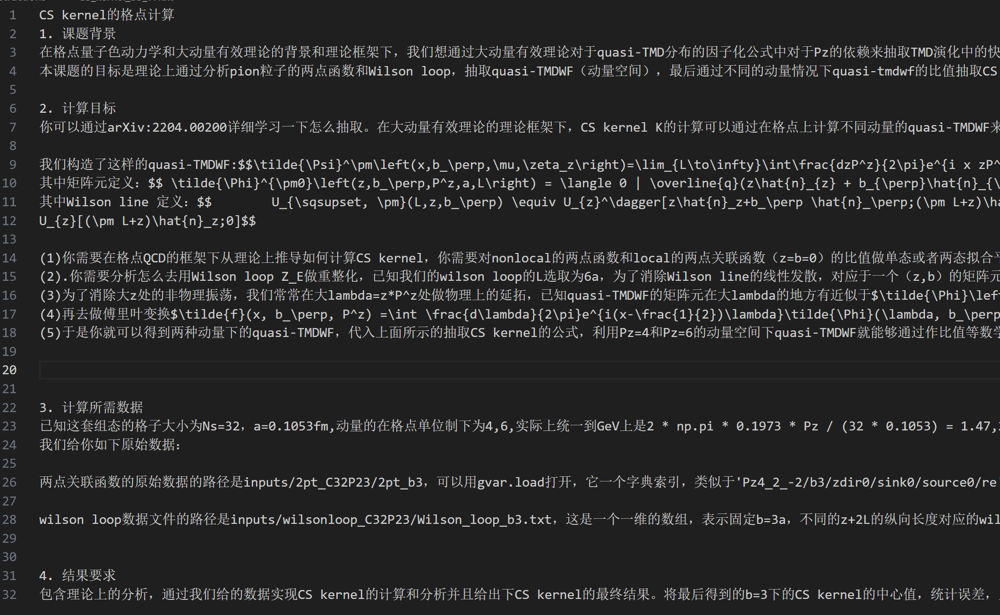 1 CS kernel的格点计算
2 1. 课题背景
3 在格点量子色动力学和大动量有效理论的背景和理论框架下，我们想通过大动量有效理论对于quasi-TMD分布的因子化公式中对于Pz的依赖来抽取TMD演化中的快
4 本课题的目标是理论上通过分析pion粒子的两点函数和Wilson loop，抽取quasi-TMDWF（动量空间），最后通过不同的动量情况下quasi-tmdwf的比值抽取CS
5
6 2. 计算目标
7 你可以通过arXiv:2204.00200详细学习一下怎么抽取。在大动量有效理论的理论框架下，CS kernel K的计算可以通过在格点上计算不同动量的quasi-TMDWF来
8
9 我们构造了这样的quasi-TMDWF:$$\tilde{\Psi}^\pm\left(x,b_\perp,\mu,\zeta_z\right)=\lim_{L\to\infty}\int\frac{dzP^z}{2\pi}e^{i x zP^
10 其中矩阵元定义：$$ \tilde{\Phi}^{\pm0}\left(z,b_\perp,P^z,a,L\right) = \langle 0 | \overline{q}(z\hat{n}_{z} + b_{\perp}\hat{n}_{\
11 其中Wilson line 定义：$$        U_{\sqsupset, \pm}(L,z,b_\perp) \equiv U_{z}^\dagger[z\hat{n}_z+b_\perp \hat{n}_\perp;(\pm L+z)\ha
12 U_{z}[(\pm L+z)\hat{n}_z;0]$$
13
14 (1)你需要在格点QCD的框架下从理论上推导如何计算CS kernel，你需要对nonlocal的两点函数和local的两点关联函数（z=b=0）的比值做单态或者两态拟合
15 (2).你需要分析怎么去用Wilson loop Z_E做重整化，已知我们的wilson loop的L选取为6a，为了消除Wilson line的线性发散，对应于一个（z,b）的矩阵元
16 (3)为了消除大z处的非物理振荡，我们常常在大lambda=z*P^z处做物理上的延拓，已知quasi-TMDWF的矩阵元在大lambda的地方有近似于$\tilde{\Phi}\lef
17 (4)再去做傅里叶变换$\tilde{f}(x, b_\perp, P^z) =\int \frac{d\lambda}{2\pi}e^{i(x-\frac{1}{2})\lambda}\tilde{\Phi}(\lambda, b_\perp
18 (5)于是你就可以得到两种动量下的quasi-TMDWF，代入上面所示的抽取CS kernel的公式，利用Pz=4和Pz=6的动量空间下quasi-TMDWF就能够通过作比值等数学
19
20
21
22 3. 计算所需数据
23 已知这套组态的格子大小为Ns=32，a=0.1053fm,动量的在格点单位制下为4,6,实际上统一到GeV上是2 * np.pi * 0.1973 * Pz / (32 * 0.1053) = 1.47,
24 我们给你如下原始数据：
25
26 两点关联函数的原始数据的路径是inputs/2pt_C32P23/2pt_b3，可以用gvar.load打开，它一个字典索引，类似于'Pz4_2_-2/b3/zdir0/sink0/source0/re'
27
28 wilson loop数据文件的路径是inputs/wilsonloop_C32P23/Wilson_loop_b3.txt，这是一个一维的数组，表示固定b=3a，不同的z+2L的纵向长度对应的wil
29
30
31 4. 结果要求
32 包含理论上的分析，通过我们给的数据实现CS kernel的计算和分析并且给出下CS kernel的最终结果。将最后得到的b=3下的CS kernel的中心值，统计误差，